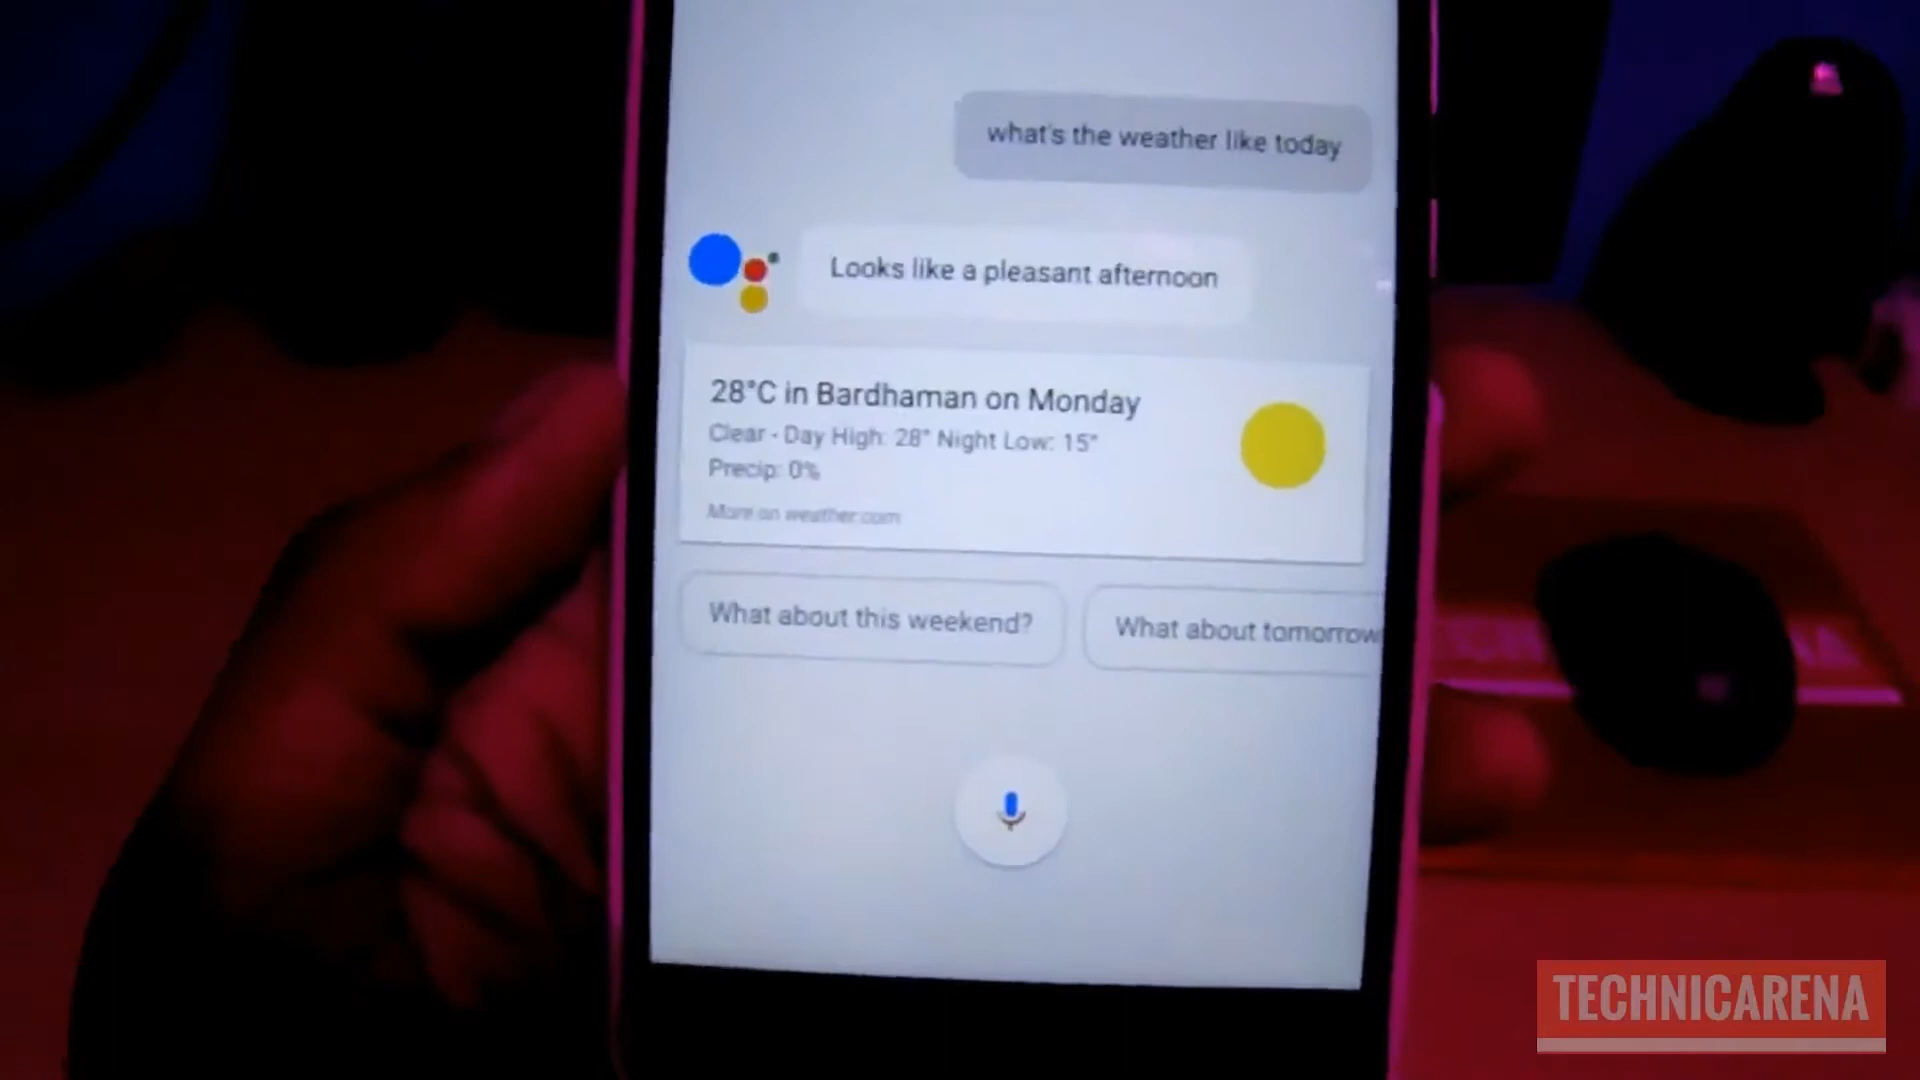 what's the weather like today
Looks like a pleasant afternoon
28°C in Bardhaman on Monday
Clear - Day High: 28° Night Low: 15°
Precip: 0%
More on weather.com
What about this weekend?
What about tomorrow
TECHNICARENA